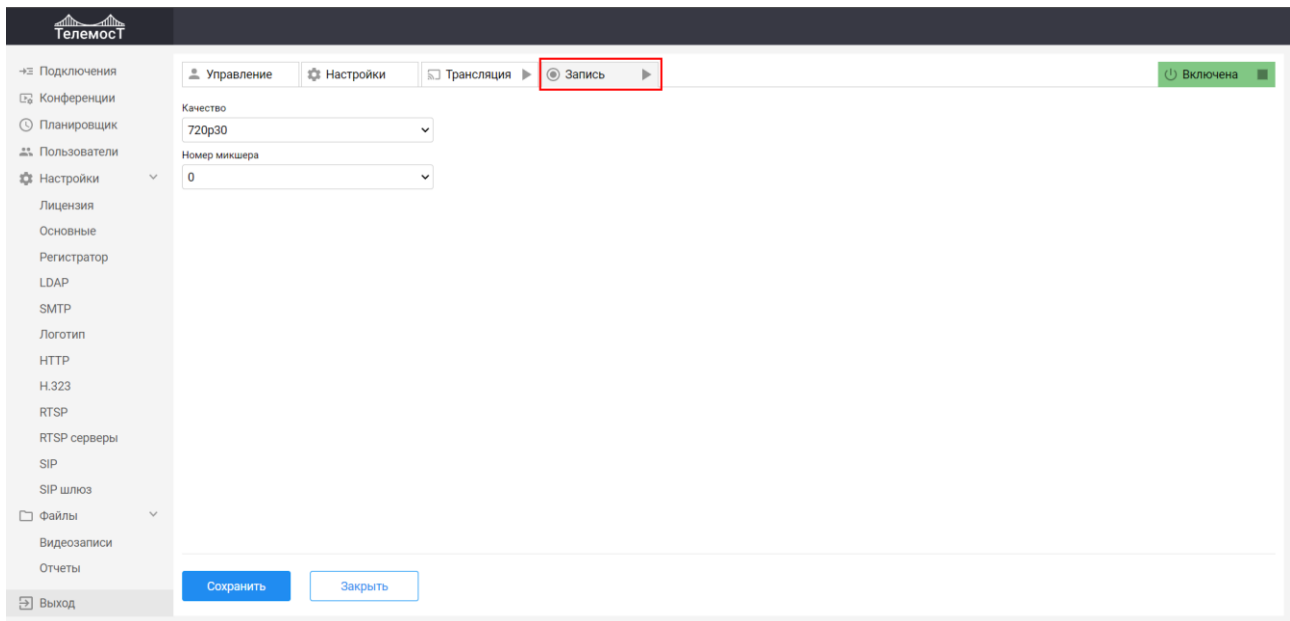 ТелемосТ
Подключения
Конференции
Планировщик
Пользователи
Настройки
Лицензия
Основные
Регистратор
LDAP
SMTP
Логотип
HTTP
H.323
RTSP
RTSP серверы
SIP
SIP шлюз
Файлы
Видеозаписи
Отчеты
Выход
Управление Настройки Трансляция Запись Включена
Качество
720p30
Номер микшера
0
Сохранить Закрыть